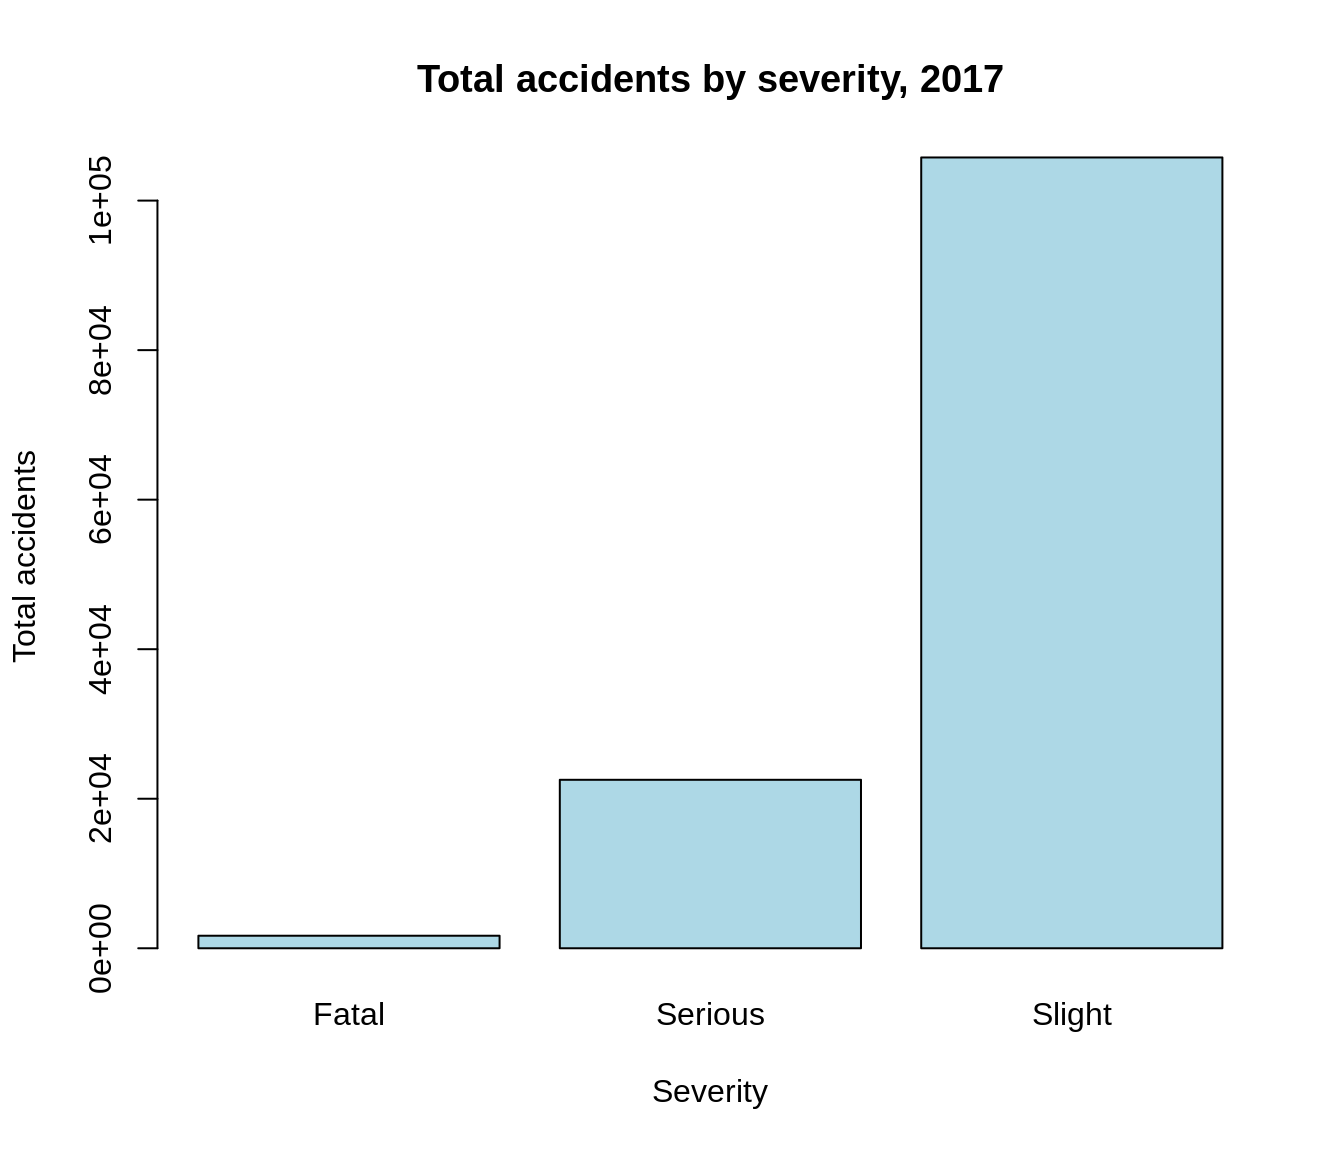 Total accidents by severity, 2017
Total accidents
1e+05
8e+04
6e+04
4e+04
2e+04
0e+00
Fatal
Serious
Slight
Severity